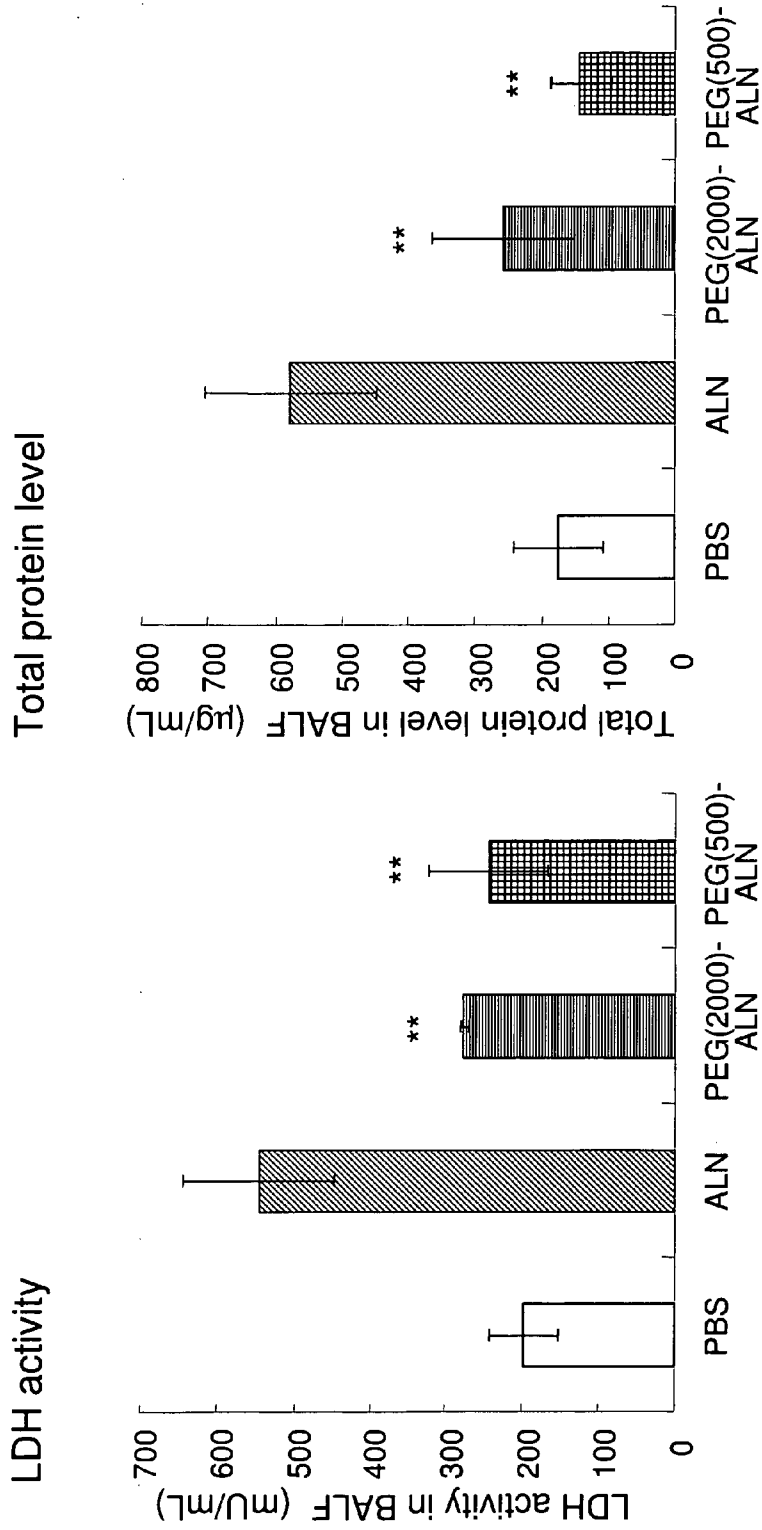 LDH activity
LDH activity in BALF (mU/mL)
700
600
500
400
300
200
100
0
PBS
ALN
PEG(2000)-
ALN
PEG(500)-
ALN
**
**
Total protein level
Total protein level in BALF (μg/mL)
800
700
600
500
400
300
200
100
0
PBS
ALN
PEG(2000)-
ALN
PEG(500)-
ALN
**
**